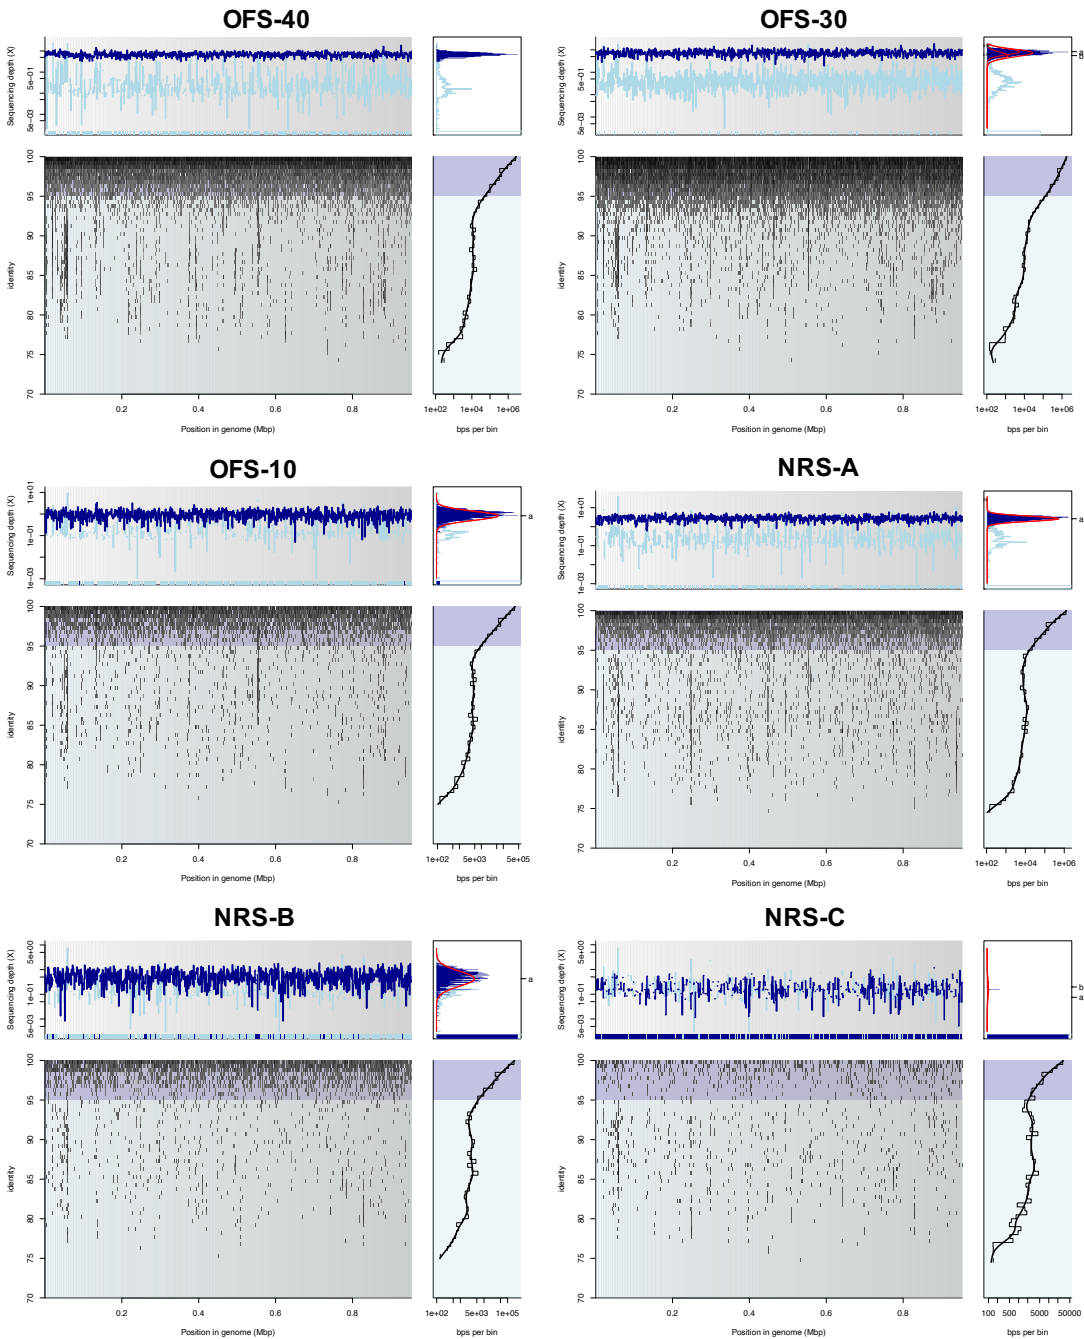 OFS-40
OFS-30
Sequencing depth (X)
5e-01
5e-03
Sequencing depth (X)
5e-01
5e-03
a
b
identity
100
95
90
85
80
75
70
0.2 0.4 0.6 0.8
Position in genome (Mbp)
1e+02 1e+04 1e+06
bps per bin
identity
100
95
90
85
80
75
70
0.2 0.4 0.6 0.8
Position in genome (Mbp)
1e+02 1e+04 1e+06
bps per bin
OFS-10
NRS-A
Sequencing depth (X)
1e+01
1e-01
1e-03
a
Sequencing depth (X)
1e+01
1e-01
1e-03
a
identity
100
95
90
85
80
75
70
0.2 0.4 0.6 0.8
Position in genome (Mbp)
1e+02 5e+03 5e+05
bps per bin
identity
100
95
90
85
80
75
70
0.2 0.4 0.6 0.8
Position in genome (Mbp)
1e+02 1e+04 1e+06
bps per bin
NRS-B
NRS-C
Sequencing depth (X)
5e+00
1e-01
5e-03
a
Sequencing depth (X)
5e+00
1e-01
5e-03
b
a
identity
100
95
90
85
80
75
70
0.2 0.4 0.6 0.8
Position in genome (Mbp)
1e+02 5e+03 1e+05
bps per bin
identity
100
95
90
85
80
75
70
0.2 0.4 0.6 0.8
Position in genome (Mbp)
100 500 5000 50000
bps per bin